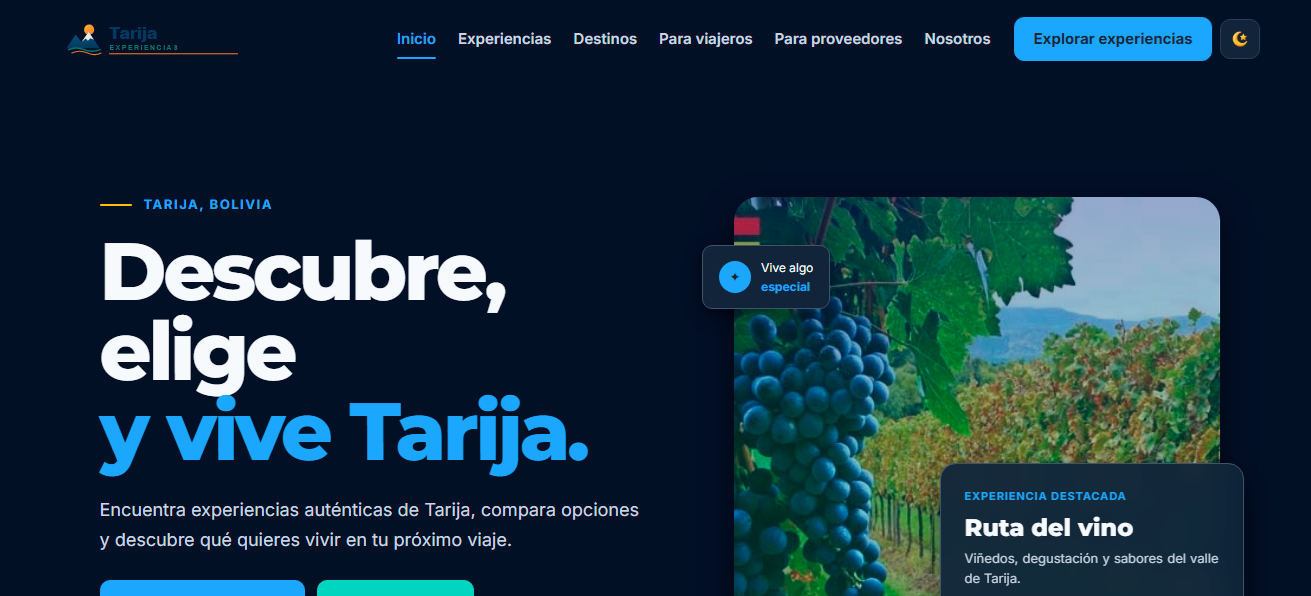 Tarija
EXPERIENCIAS
Inicio
Experiencias
Destinos
Para viajeros
Para proveedores
Nosotros
Explorar experiencias
TARIJA, BOLIVIA
Descubre,
elige
y vive Tarija.
Encuentra experiencias auténticas de Tarija, compara opciones
y descubre qué quieres vivir en tu próximo viaje.
Vive algo
especial
EXPERIENCIA DESTACADA
Ruta del vino
Viñedos, degustación y sabores del valle
de Tarija.